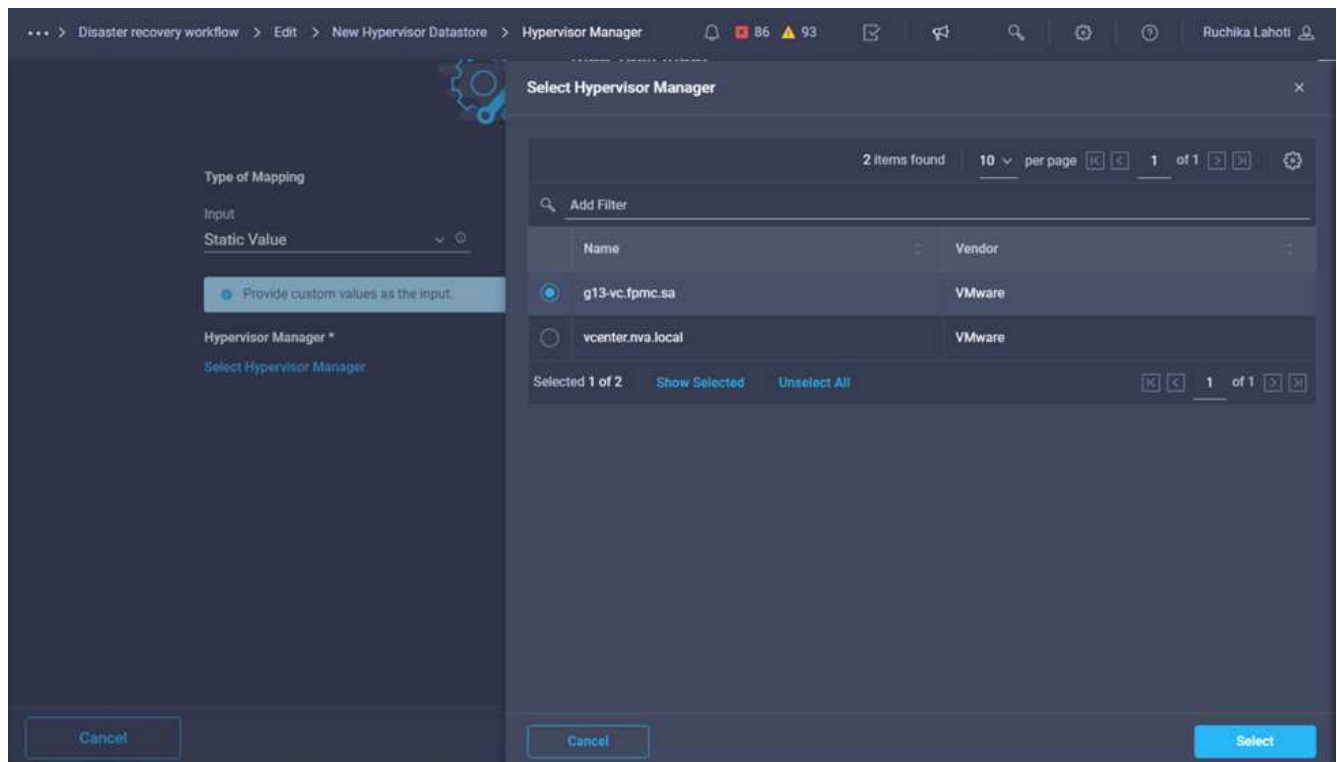 ••• > Disaster recovery workflow > Edit > New Hypervisor Datastore > Hypervisor Manager 86 93 Ruchika Lahoti
Select Hypervisor Manager
2 items found 10 per page 1 of 1
Type of Mapping
Input
Static Value
Provide custom values as the input.
Hypervisor Manager *
Select Hypervisor Manager
Add Filter
Name Vendor
g13-vc.fpmc.sa VMware
vcenter.nva.local VMware
Selected 1 of 2 Show Selected Unselect All 1 of 1
Cancel
Cancel Select